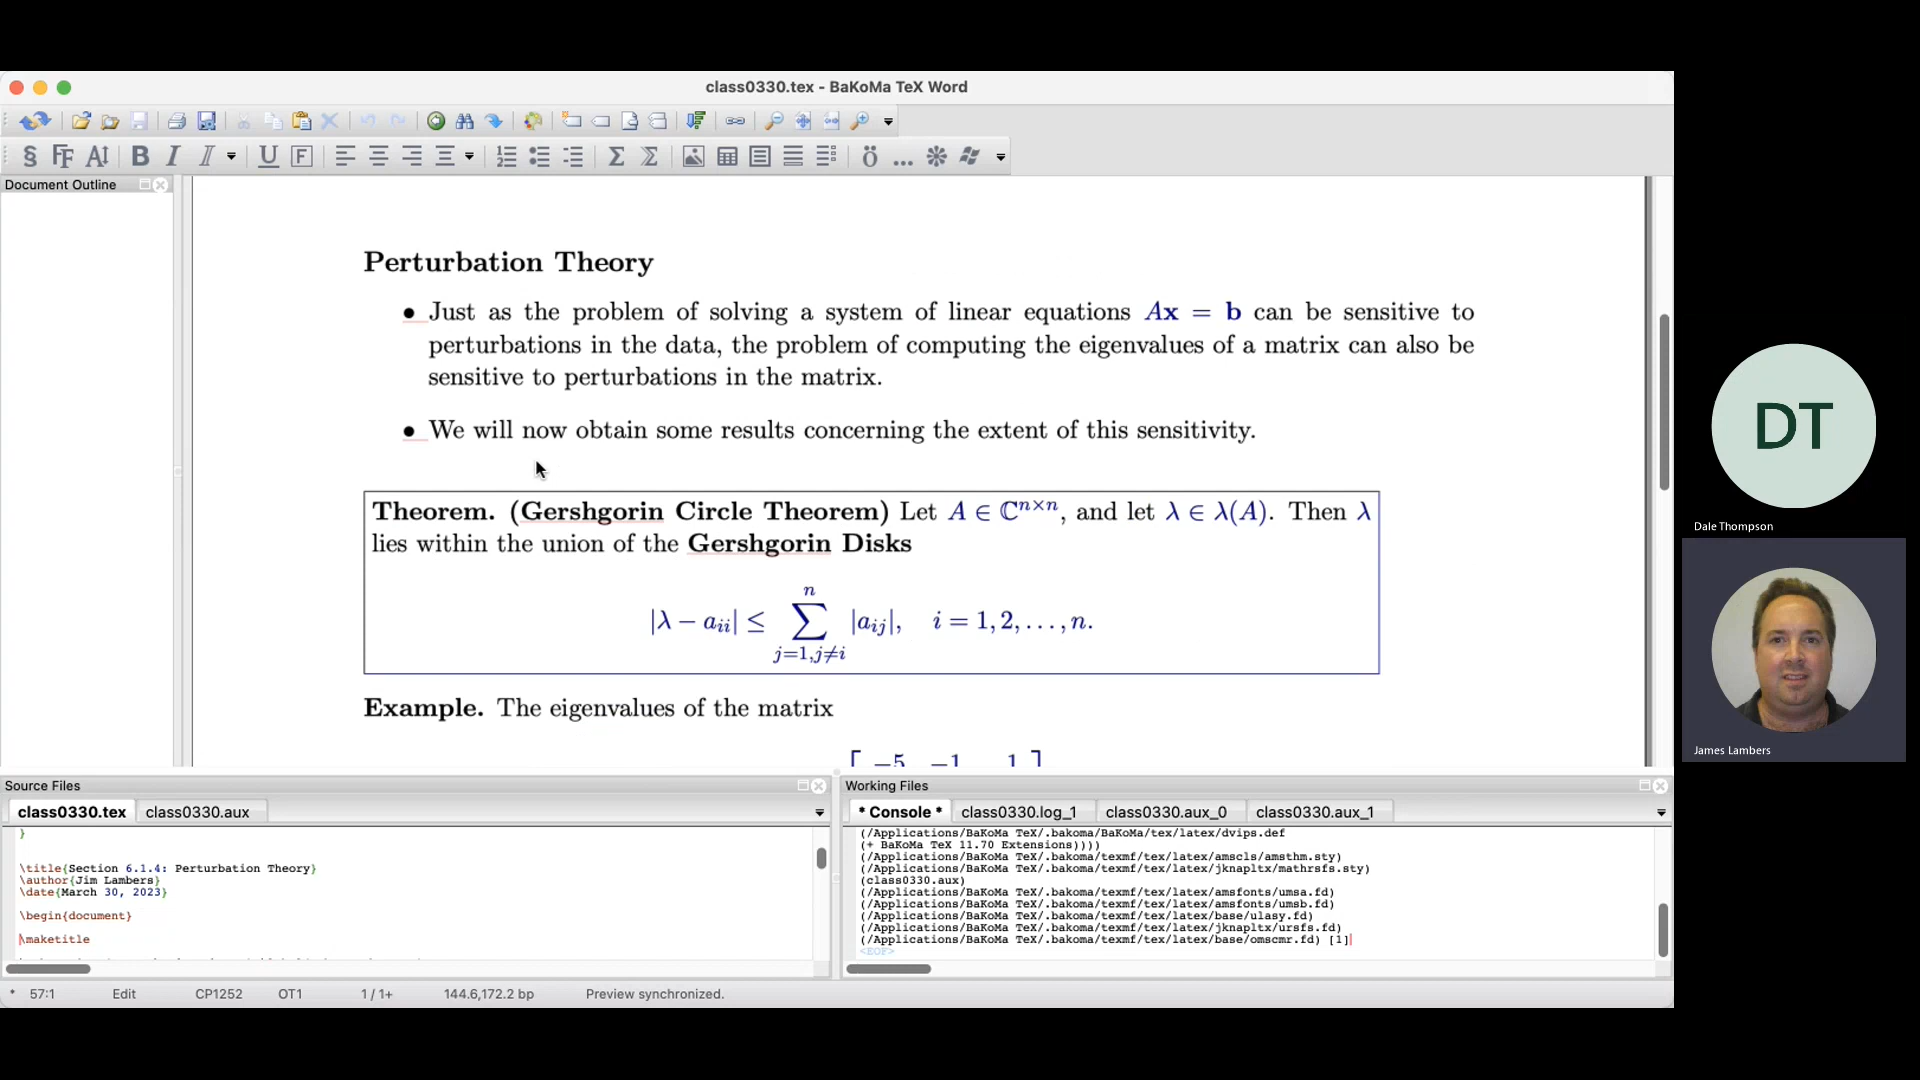 class0330.tex - BaKoMa TeX Word
Document Outline
Perturbation Theory
• Just as the problem of solving a system of linear equations Ax = b can be sensitive to
perturbations in the data, the problem of computing the eigenvalues of a matrix can also be
sensitive to perturbations in the matrix.
• We will now obtain some results concerning the extent of this sensitivity.
Theorem. (Gershgorin Circle Theorem) Let A ∈ ℂⁿˣⁿ, and let λ ∈ λ(A). Then λ
lies within the union of the Gershgorin Disks
|λ − a_{ii}| ≤ ∑_{j=1,j≠i}^{n} |a_{ij}|, i = 1, 2, . . . , n.
Example. The eigenvalues of the matrix
[ −5 −1 1 ]
DT
Dale Thompson
James Lambers
Source Files
class0330.tex class0330.aux
}
\title{Section 6.1.4: Perturbation Theory}
\author{Jim Lambers}
\date{March 30, 2023}
\begin{document}
\maketitle
Working Files
* Console * class0330.log_1 class0330.aux_0 class0330.aux_1
(/Applications/BaKoMa TeX/.bakoma/BaKoMa/tex/latex/dvips.def
(+ BaKoMa TeX 11.70 Extensions))))
(/Applications/BaKoMa TeX/.bakoma/texmf/tex/latex/amscls/amsthm.sty)
(/Applications/BaKoMa TeX/.bakoma/texmf/tex/latex/jknapltx/mathrsfs.sty)
(class0330.aux)
(/Applications/BaKoMa TeX/.bakoma/texmf/tex/latex/amsfonts/umsa.fd)
(/Applications/BaKoMa TeX/.bakoma/texmf/tex/latex/amsfonts/umsb.fd)
(/Applications/BaKoMa TeX/.bakoma/texmf/tex/latex/base/ulasy.fd)
(/Applications/BaKoMa TeX/.bakoma/texmf/tex/latex/jknapltx/ursfs.fd)
(/Applications/BaKoMa TeX/.bakoma/texmf/tex/latex/base/omscmr.fd) [1]
<EOF>
* 57:1 Edit CP1252 OT1 1 / 1+ 144.6,172.2 bp Preview synchronized.